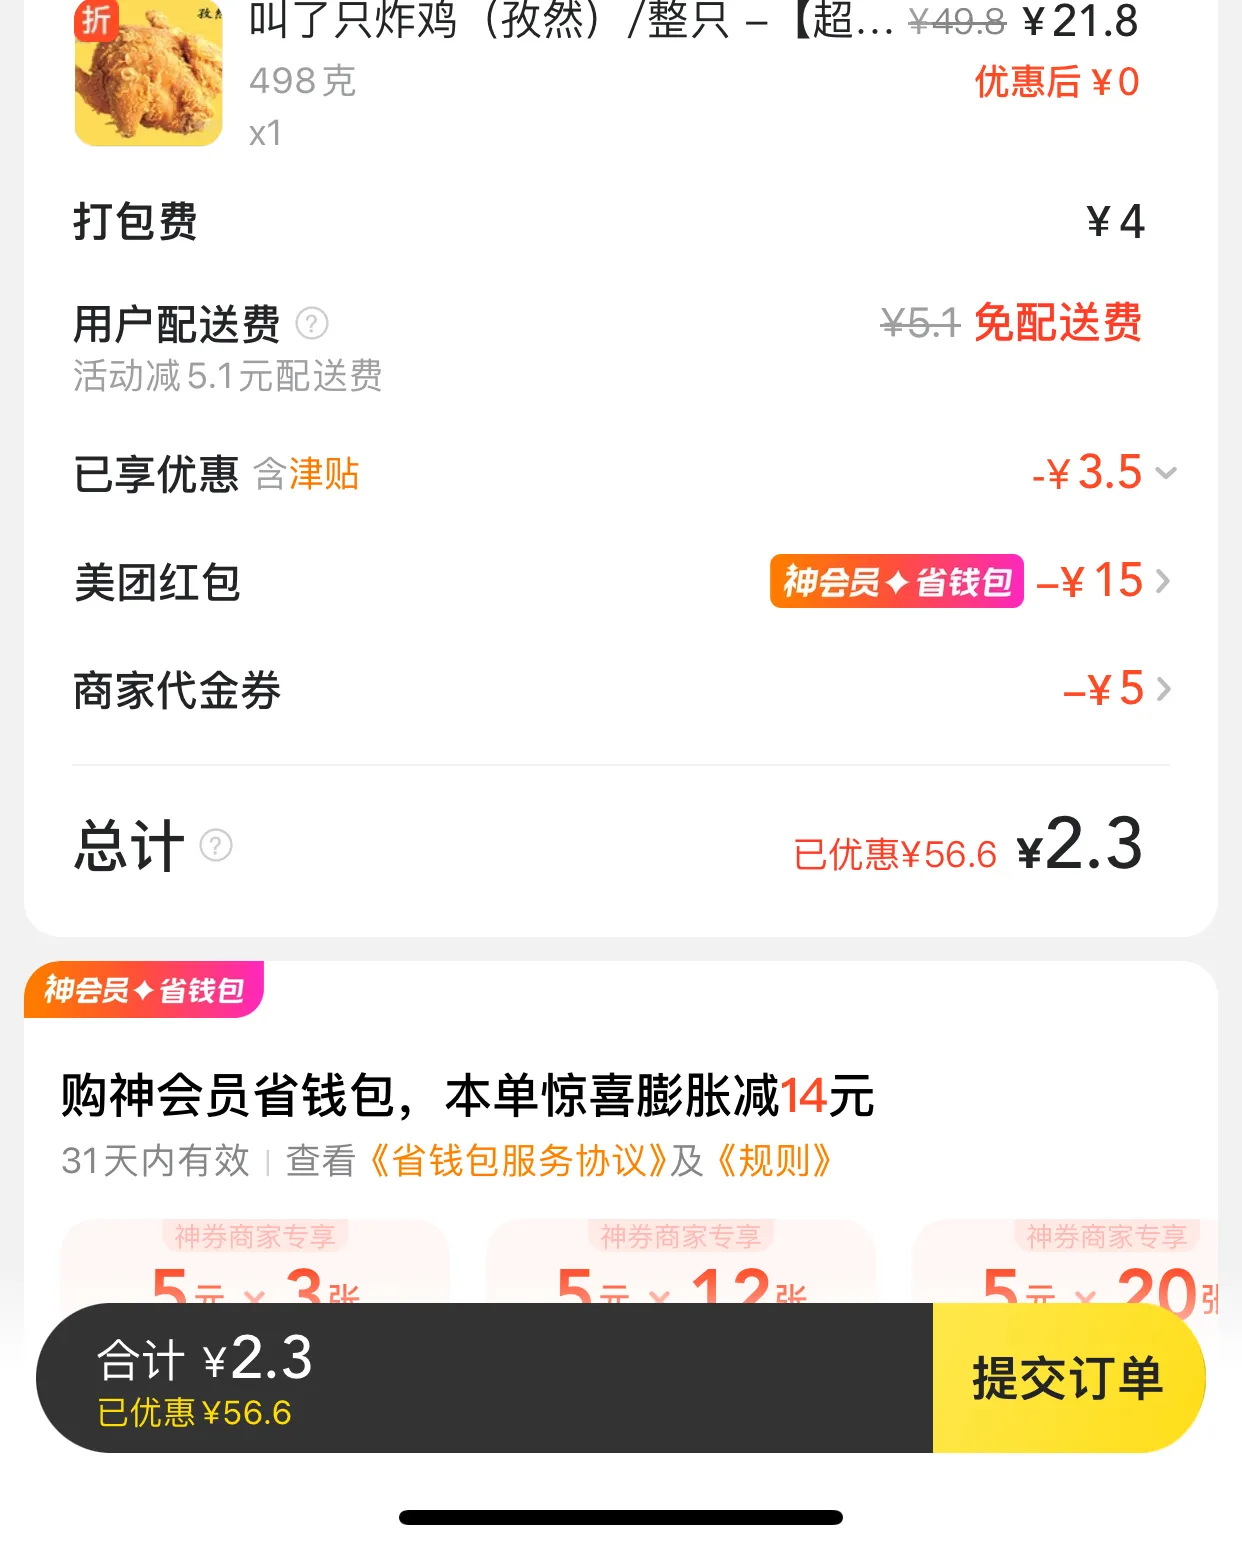 折
叫了只炸鸡（孜然）/整只 –【超... ¥49.8 ¥21.8
498克
优惠后 ¥0
x1
打包费 ¥4
用户配送费 ? ¥5.1 免配送费
活动减5.1元配送费
已享优惠 含津贴 -¥3.5
美团红包 神会员✦省钱包 –¥15
商家代金券 –¥5
总计 ? 已优惠¥56.6 ¥2.3
神会员✦省钱包
购神会员省钱包，本单惊喜膨胀减14元
31天内有效 | 查看《省钱包服务协议》及《规则》
神券商家专享 神券商家专享 神券商家专享
5元 × 3张 5元 × 12张 5元 × 20张
合计 ¥2.3
已优惠¥56.6
提交订单